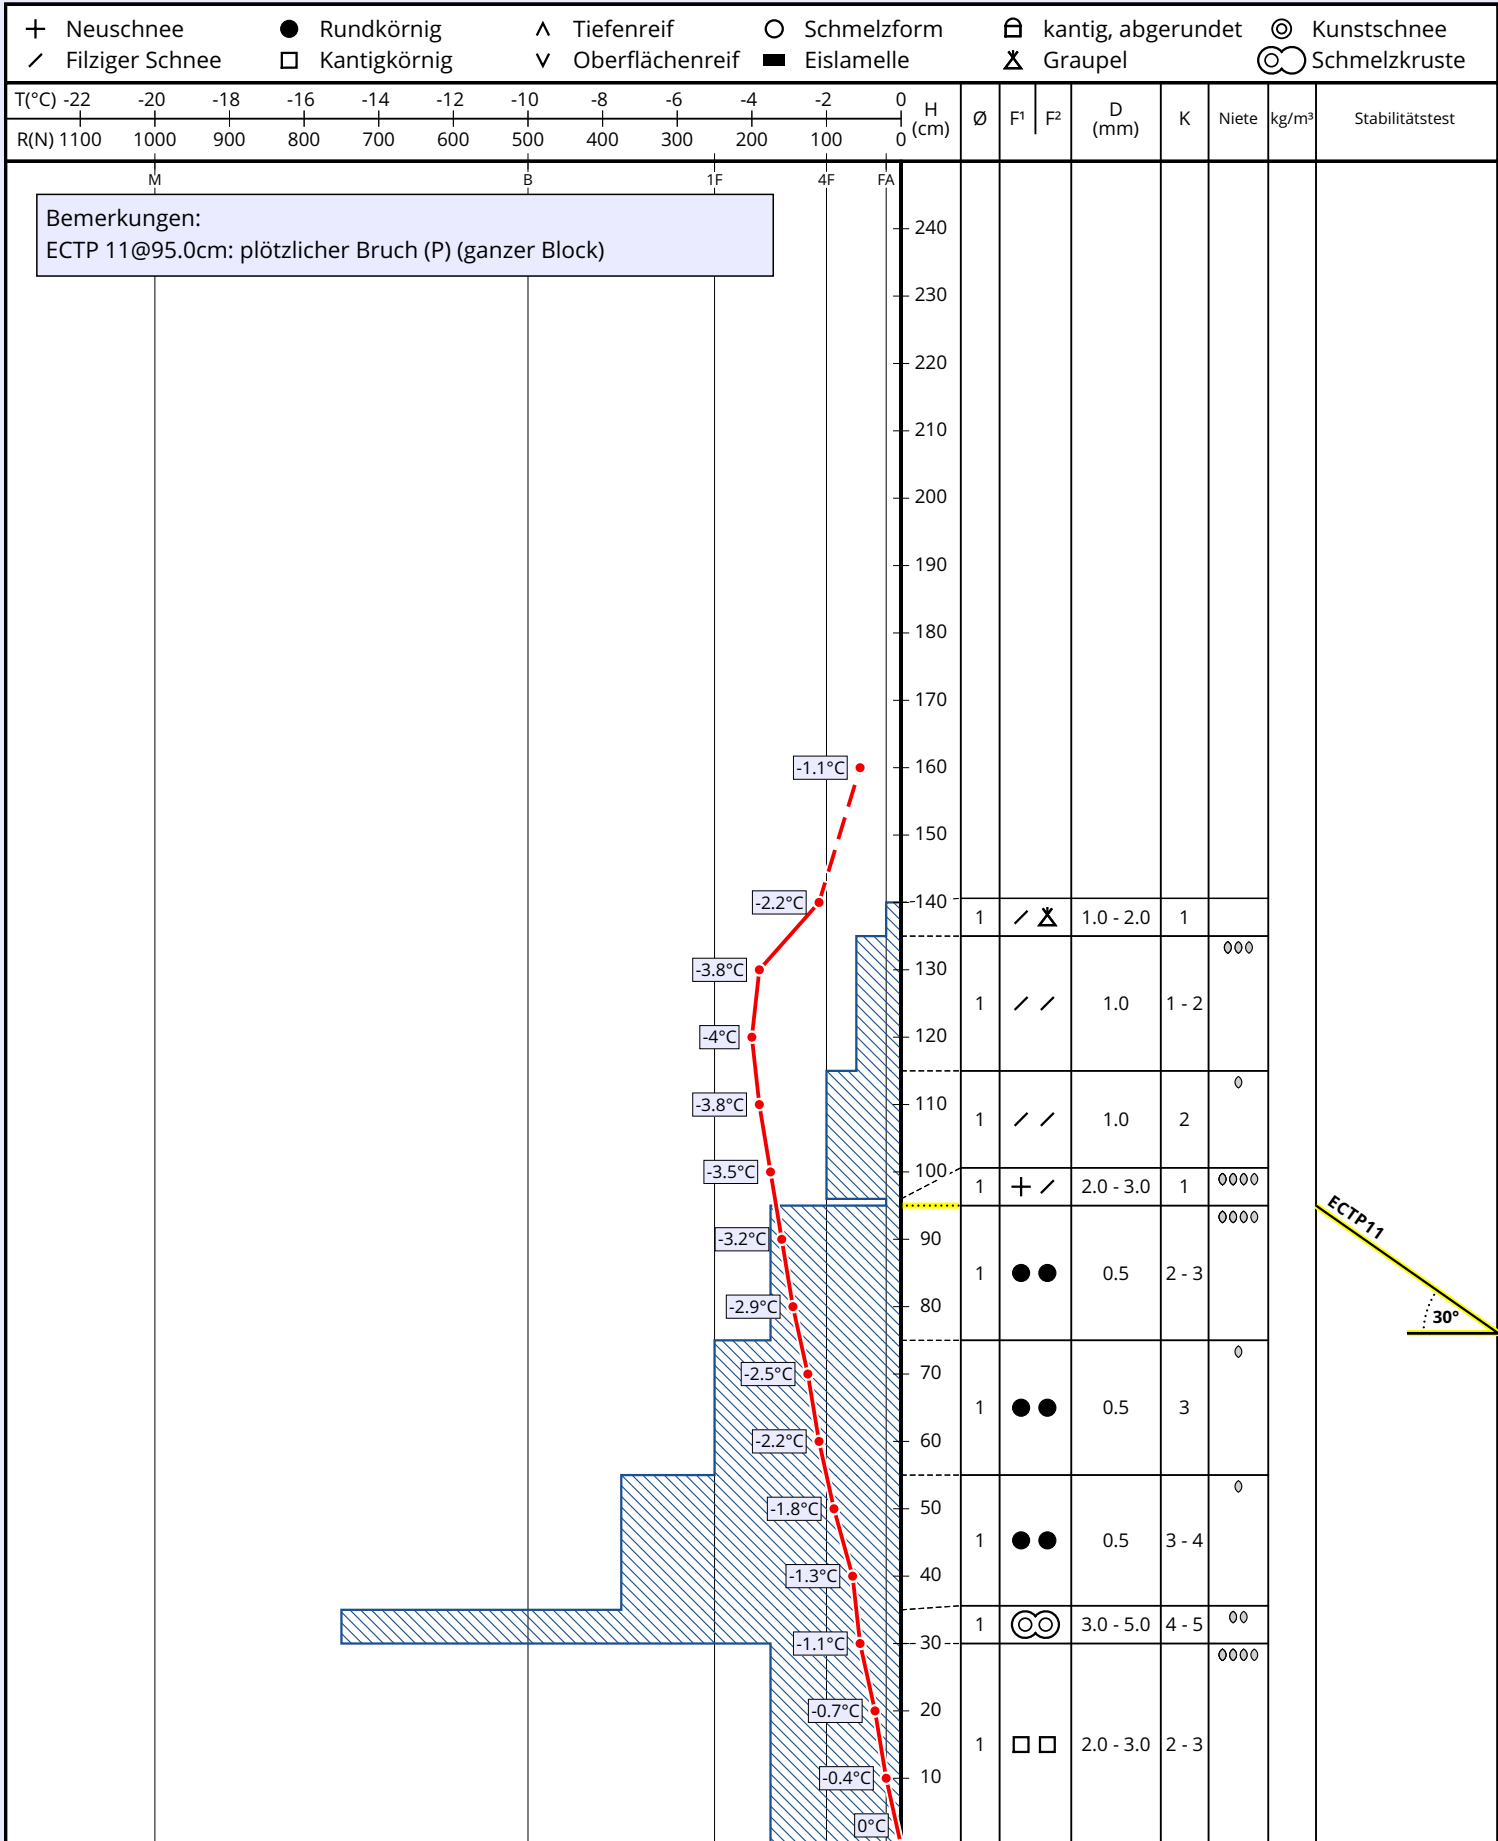 Neuschnee Rundkörnig Tiefenreif Schmelzform kantig, abgerundet Kunstschnee
Filziger Schnee Kantigkörnig Oberflächenreif Eislamelle Graupel Schmelzkruste
T(°C) -22 -20 -18 -16 -14 -12 -10 -8 -6 -4 -2 0
R(N) 1100 1000 900 800 700 600 500 400 300 200 100 0
H (cm) Ø F¹ F² D (mm) K Niete kg/m³ Stabilitätstest
M B 1F 4F FA
Bemerkungen:
ECTP 11@95.0cm: plötzlicher Bruch (P) (ganzer Block)
240
230
220
210
200
190
180
170
-1.1°C 160
150
-2.2°C 140
1 1.0 - 2.0 1
-3.8°C 130
1 1.0 1 - 2
-4°C 120
-3.8°C 110
1 1.0 2
-3.5°C 100
1 2.0 - 3.0 1
ECTP11
-3.2°C 90
1 0.5 2 - 3
-2.9°C 80
30°
-2.5°C 70
1 0.5 3
-2.2°C 60
-1.8°C 50
1 0.5 3 - 4
-1.3°C 40
1 3.0 - 5.0 4 - 5
-1.1°C 30
-0.7°C 20
1 2.0 - 3.0 2 - 3
-0.4°C 10
0°C